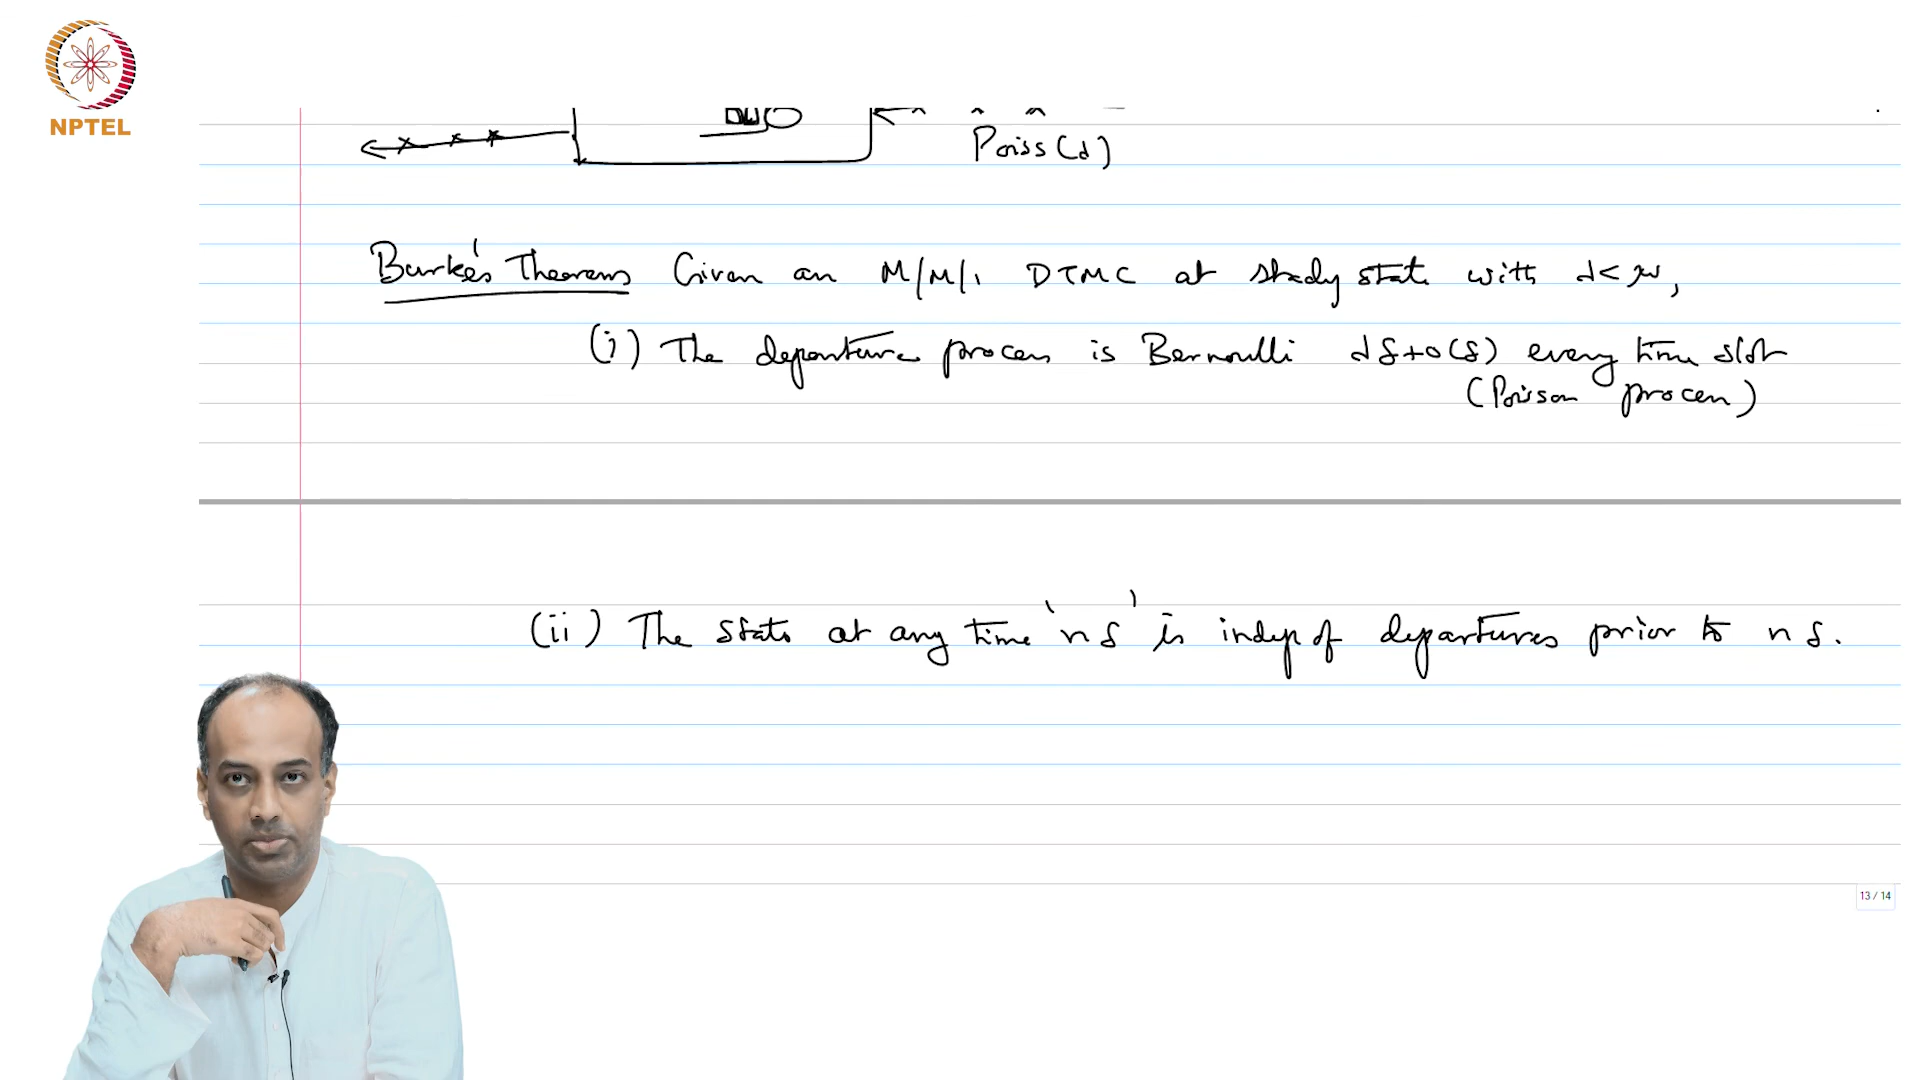 NPTEL
Poiss(λ)
Burke's Theorem Given an M/M/1 DTMC at steady state with λ<μ,
(i) The departure process is Bernoulli λδ+o(δ) every time slot
(Poisson process)
(ii) The state at any time 'nδ' is indep of departures prior to nδ.
13 / 14